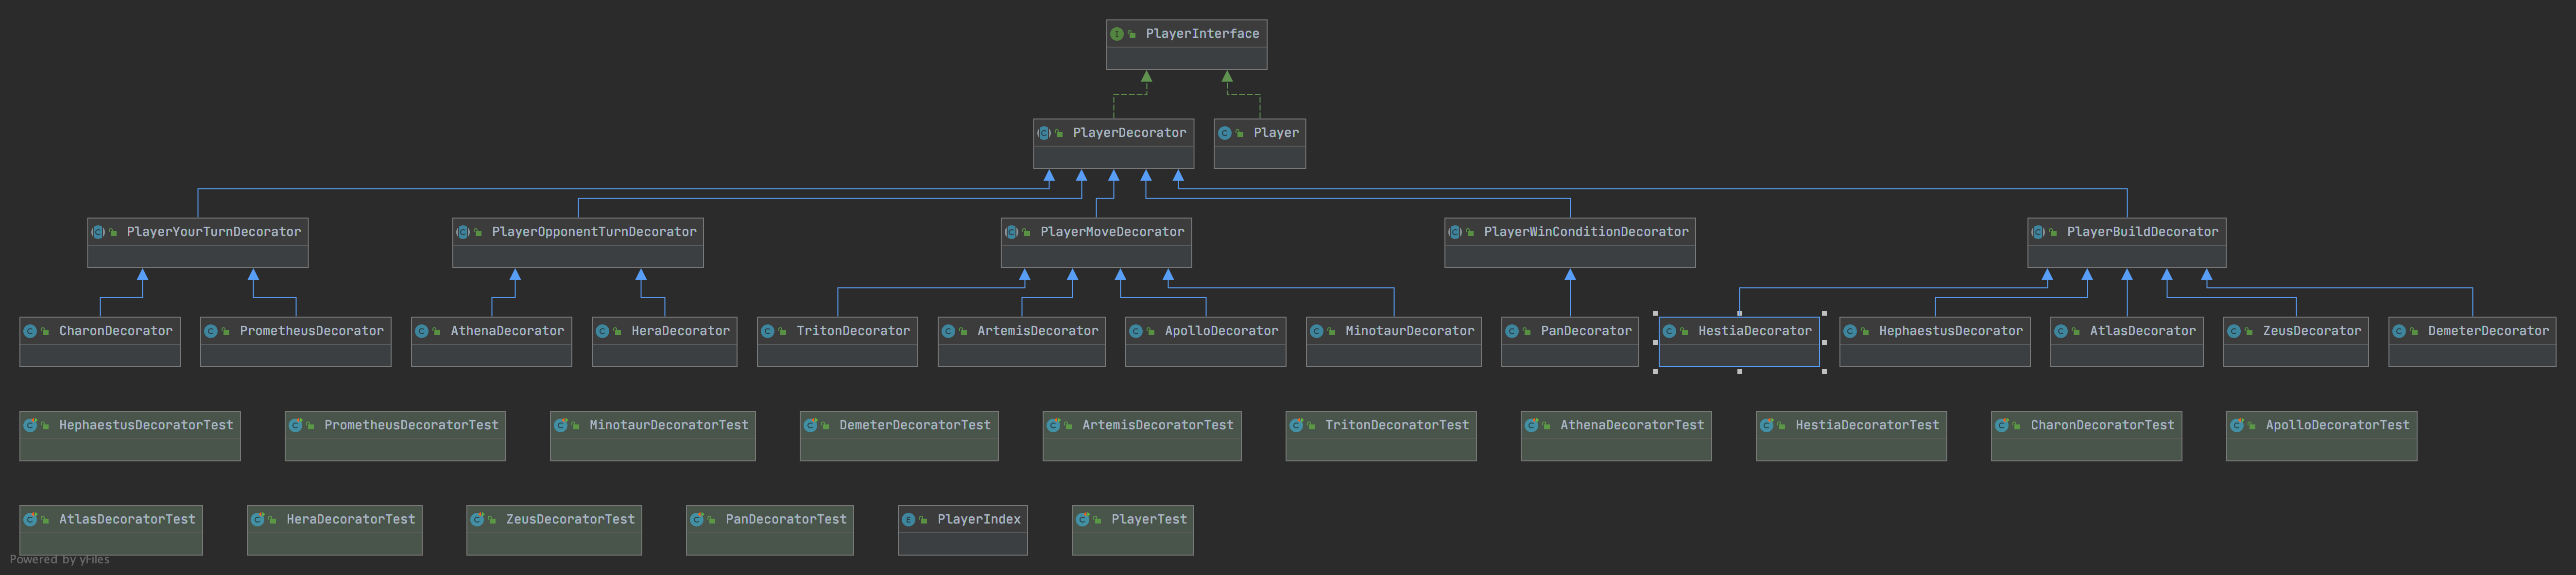 PlayerInterface
PlayerDecorator
Player
PlayerYourTurnDecorator
PlayerOpponentTurnDecorator
PlayerMoveDecorator
PlayerWinConditionDecorator
PlayerBuildDecorator
CharonDecorator
PrometheusDecorator
AthenaDecorator
HeraDecorator
TritonDecorator
ArtemisDecorator
ApolloDecorator
MinotaurDecorator
PanDecorator
HestiaDecorator
HephaestusDecorator
AtlasDecorator
ZeusDecorator
DemeterDecorator
HephaestusDecoratorTest
PrometheusDecoratorTest
MinotaurDecoratorTest
DemeterDecoratorTest
ArtemisDecoratorTest
TritonDecoratorTest
AthenaDecoratorTest
HestiaDecoratorTest
CharonDecoratorTest
ApolloDecoratorTest
AtlasDecoratorTest
HeraDecoratorTest
ZeusDecoratorTest
PanDecoratorTest
PlayerIndex
PlayerTest
Powered by yFiles